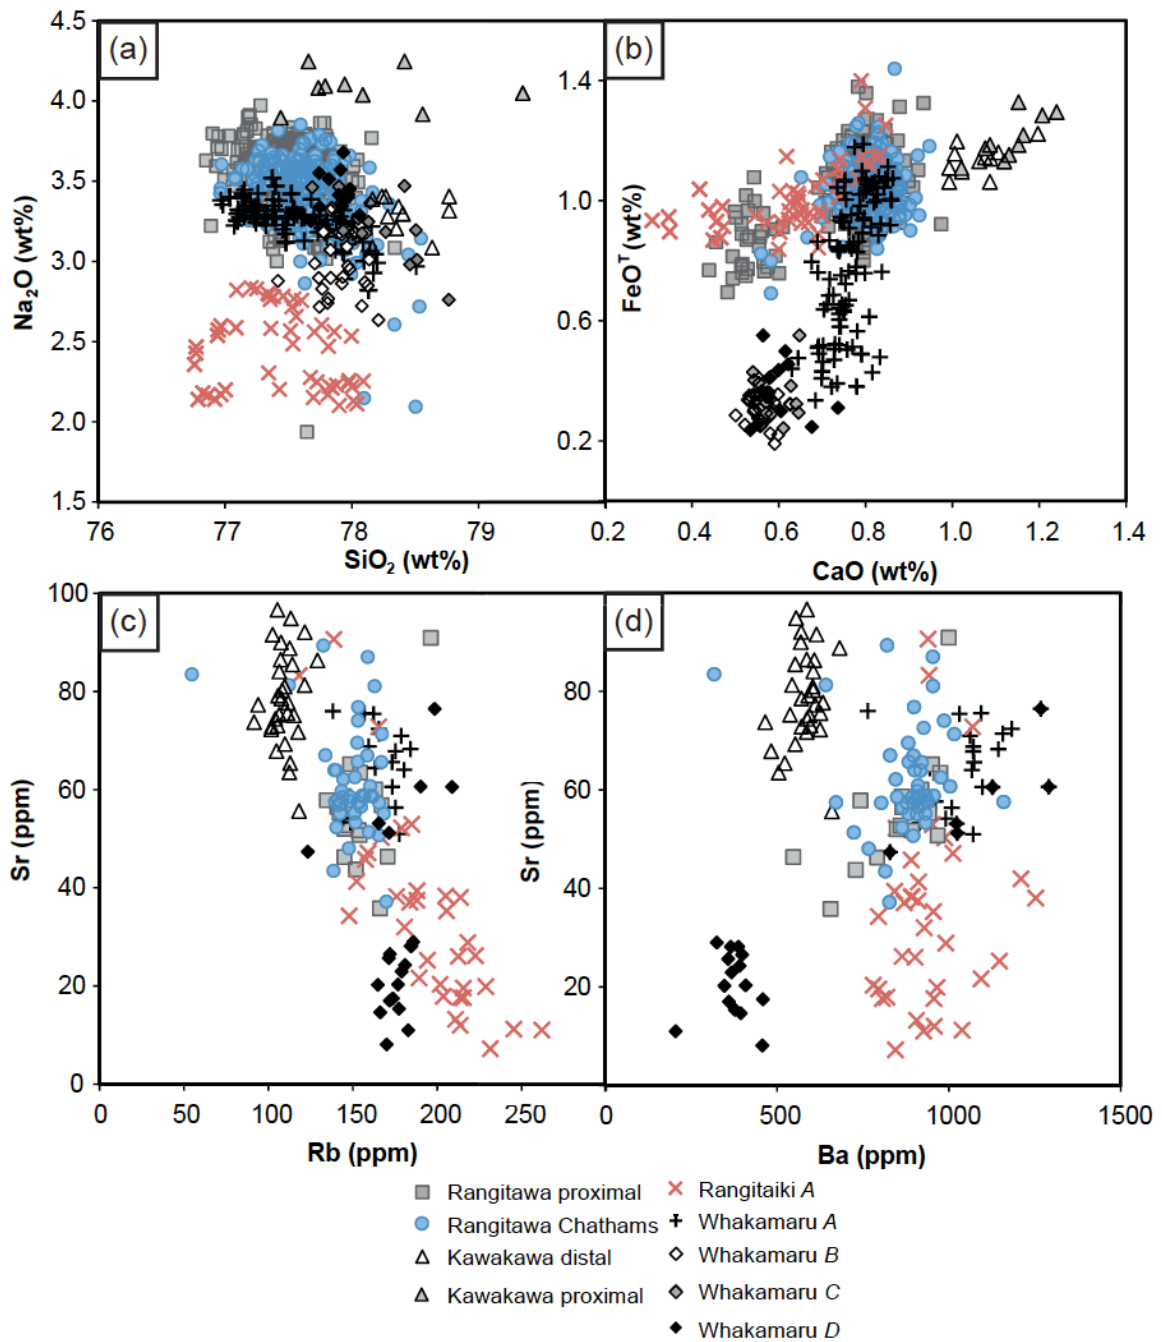 (a)
4.5
4.0
3.5
3.0
2.5
2.0
1.5
Na2O (wt%)
76
77
78
79
SiO2 (wt%)
(b)
1.4
1.0
0.6
0.2
FeOT (wt%)
0.2
0.4
0.6
0.8
1.0
1.2
1.4
CaO (wt%)
(c)
100
80
60
40
20
0
Sr (ppm)
0
50
100
150
200
250
Rb (ppm)
(d)
80
60
40
20
Sr (ppm)
0
500
1000
1500
Ba (ppm)
Rangitawa proximal
Rangitawa Chathams
Kawakawa distal
Kawakawa proximal
Rangitaiki A
Whakamaru A
Whakamaru B
Whakamaru C
Whakamaru D